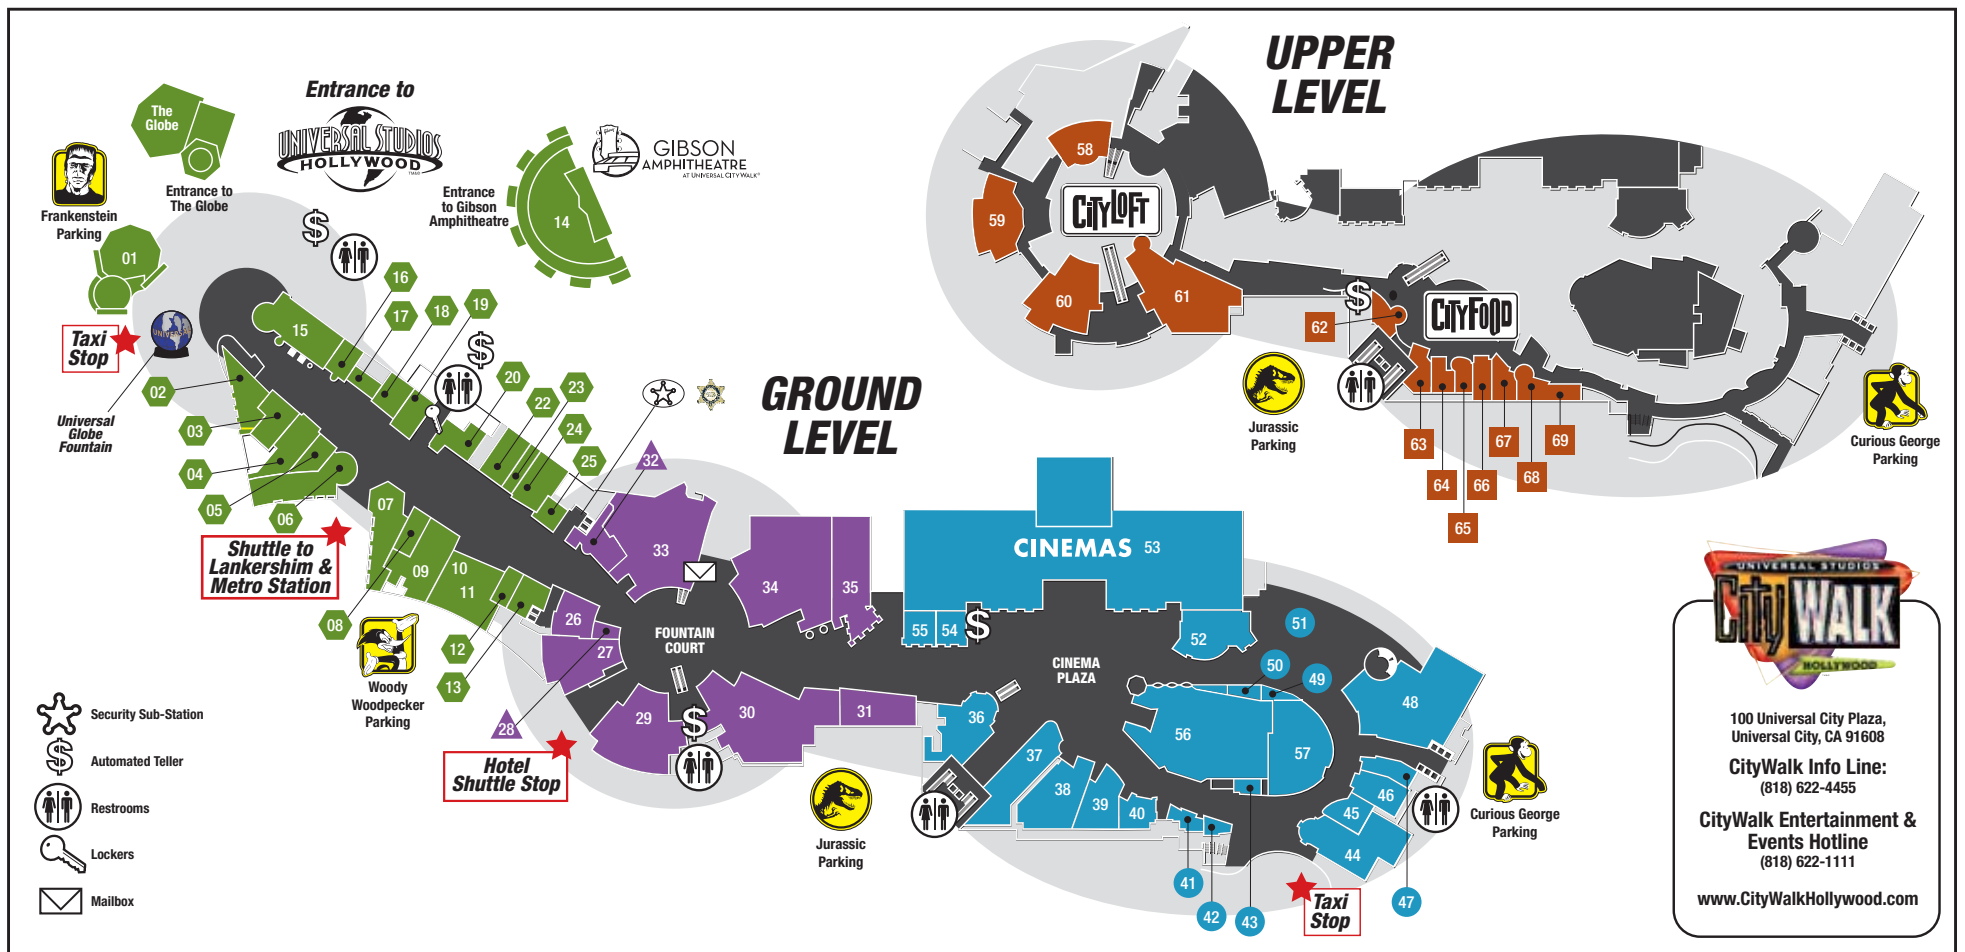 UPPER
LEVEL
Entrance to
UNIVERSAL STUDIOS
HOLLYWOOD
The
Globe
Entrance to
The Globe
Frankenstein
Parking
GIBSON
AMPHITHEATRE
AT UNIVERSAL CITYWALK
Entrance
to Gibson
Amphitheatre
14
01
Taxi
Stop
UNIVERSAL
Universal
Globe
Fountain
02
03
04
05
06
07
08
09
10
11
12
13
15
16
17
18
19
20
22
23
24
25
Shuttle to
Lankershim &
Metro Station
Woody
Woodpecker
Parking
GROUND
LEVEL
26
27
28
29
30
31
32
33
34
35
FOUNTAIN
COURT
Hotel
Shuttle Stop
CINEMAS 53
55
54
52
51
50
49
48
CINEMA
PLAZA
36
37
38
39
40
41
42
43
44
45
46
47
56
57
Jurassic
Parking
Curious George
Parking
Taxi
Stop
58
59
60
61
CITYLOFT
62
CITYFOOD
63
64
65
66
67
68
69
Jurassic
Parking
Curious George
Parking
Security Sub-Station
Automated Teller
Restrooms
Lockers
Mailbox
UNIVERSAL STUDIOS
CITY WALK
HOLLYWOOD
100 Universal City Plaza,
Universal City, CA 91608
CityWalk Info Line:
(818) 622-4455
CityWalk Entertainment &
Events Hotline
(818) 622-1111
www.CityWalkHollywood.com